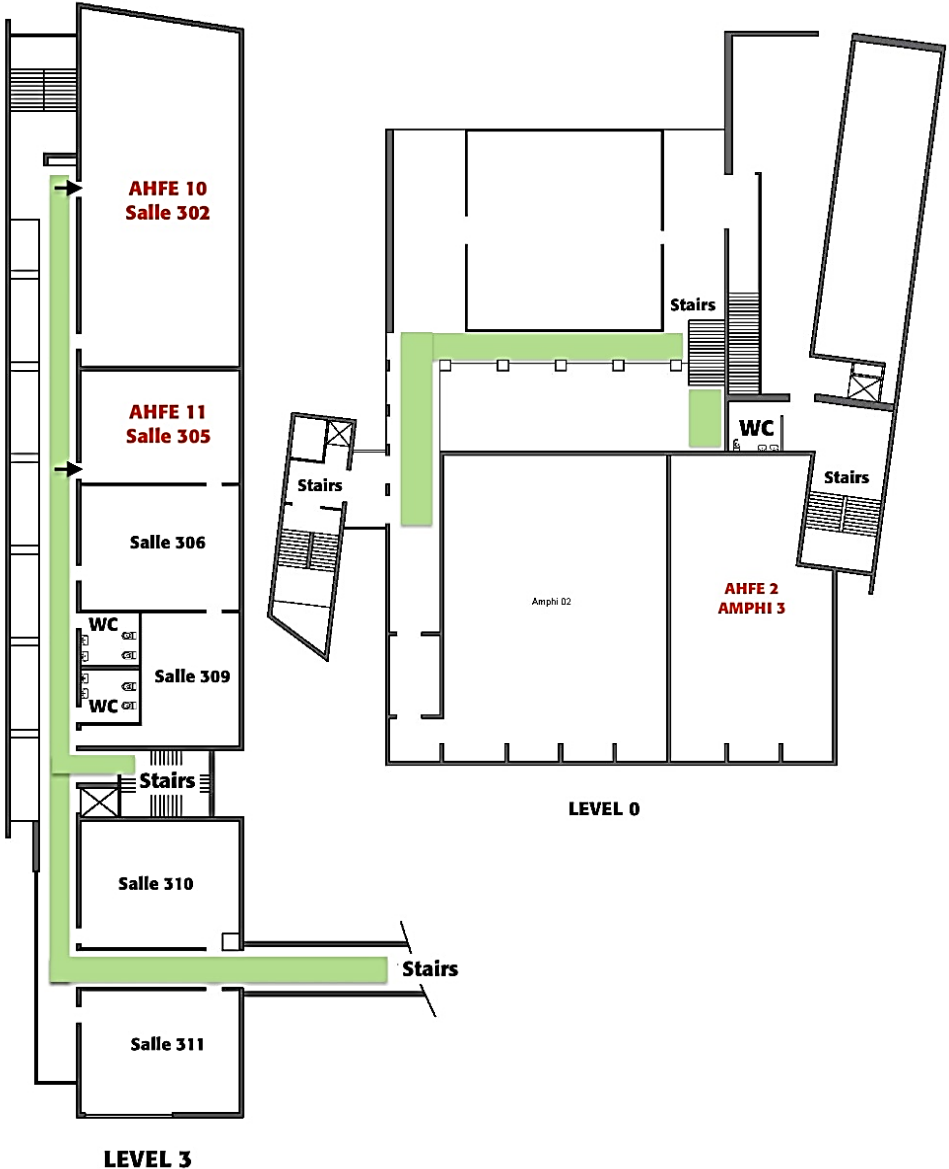 AHFE 10
Salle 302
AHFE 11
Salle 305
Salle 306
WC
Salle 309
WC
Stairs
Salle 310
Stairs
Salle 311
LEVEL 3
Stairs
WC
Stairs
Stairs
Amphi 02
AHFE 2
AMPHI 3
LEVEL 0